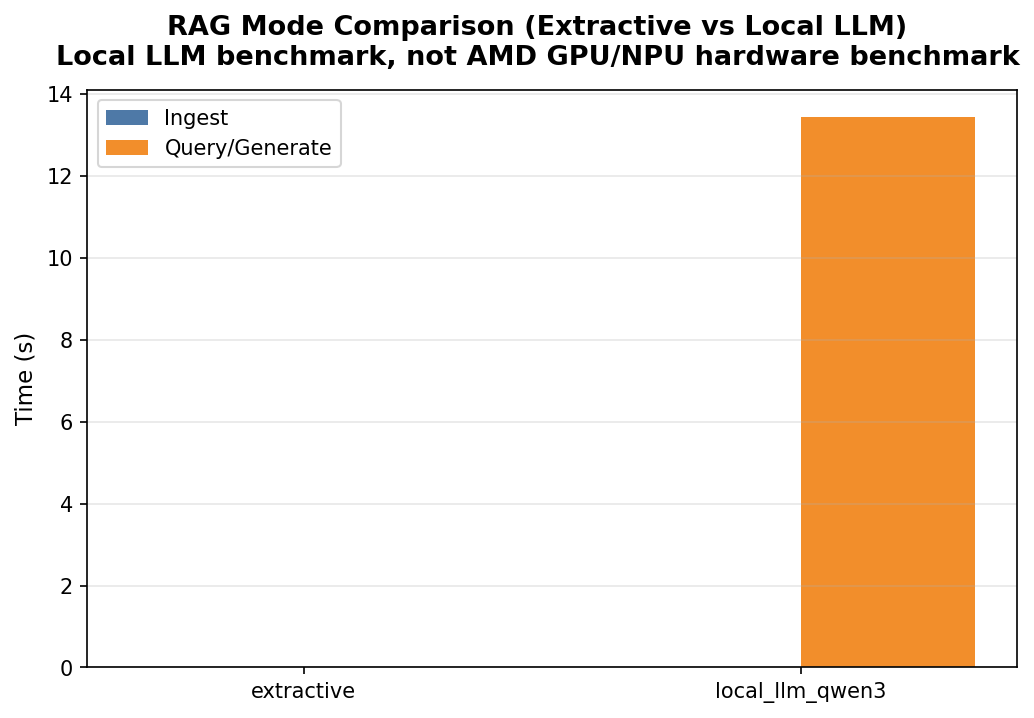 RAG Mode Comparison (Extractive vs Local LLM)
Local LLM benchmark, not AMD GPU/NPU hardware benchmark
Ingest
Query/Generate
14
12
10
8
6
4
2
0
Time (s)
extractive
local_llm_qwen3